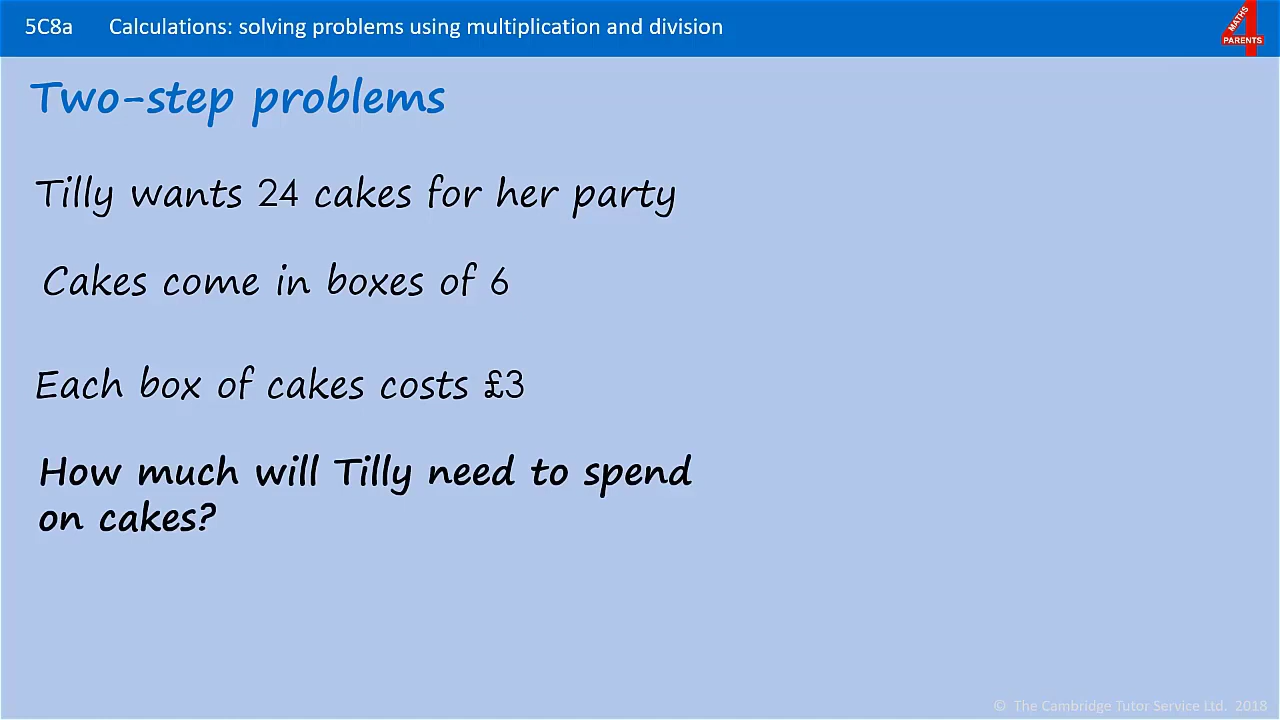 5C8a Calculations: solving problems using multiplication and division
MATHS
4
PARENTS
Two-step problems
Tilly wants 24 cakes for her party
Cakes come in boxes of 6
Each box of cakes costs £3
How much will Tilly need to spend
on cakes?
© The Cambridge Tutor Service Ltd. 2018